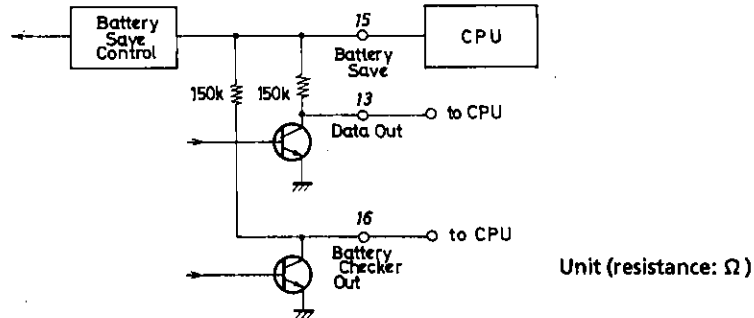 Battery
Save
Control
15
Battery
Save
CPU
150k
150k
13
Data Out
to CPU
16
Battery
Checker
Out
to CPU
Unit (resistance: Ω)